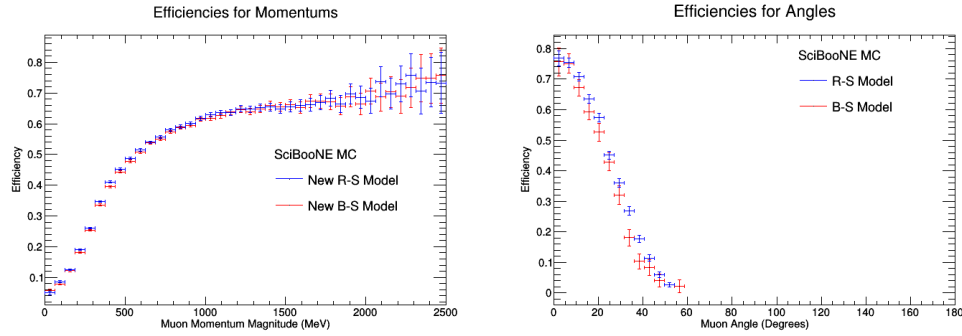 Efficiencies for Momentums
Efficiency
0.8
0.7
0.6
0.5
0.4
0.3
0.2
0.1
SciBooNE MC
New R-S Model
New B-S Model
0
500
1000
1500
2000
2500
Muon Momentum Magnitude (MeV)
Efficiencies for Angles
Efficiency
0.8
0.7
0.6
0.5
0.4
0.3
0.2
0.1
0
SciBooNE MC
R-S Model
B-S Model
0
20
40
60
80
100
120
140
160
180
Muon Angle (Degrees)